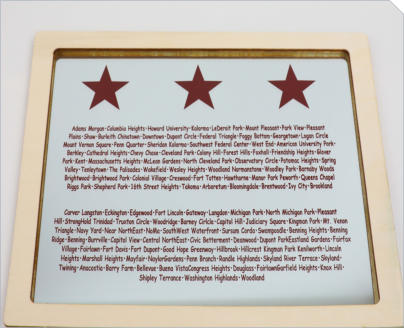 Adams Morgan·Columbia Heights·Howard University·Kalorama·LeDeroit Park·Mount Pleasant·Park View·Pleasant
Plains·Shaw·Burleith Chinatown·Downtown·Dupont Circle·Federal Triangle·Foggy Bottom·Georgetown·Logan Circle
Mount Vernon Square·Penn Quarter·Sheridan Kalorama·Southwest Federal Center·West End·American University Park·
Berkley·Cathedral Heights·Chevy Chase·Cleveland Park·Colony Hill·Forest Hills·Foxhall·Friendship Heights·Glover
Park·Kent·Massachusetts Heights·McLean Gardens·North Cleveland Park·Observatory Circle·Potomac Heights·Spring
Valley·Tenleytown·The Palisades·Wakefield·Wesley Heights·Woodland Normanstone·Woodley Park·Barnaby Woods
Brightwood·Brightwood Park·Colonial Village·Crestwood·Fort Totten·Hawthorne·Manor Park Petworth·Queens Chapel
Riggs Park·Shepherd Park·16th Street Heights·Takoma·Arboretum·Bloomingdale·Brentwood·Ivy City·Brookland
Carver Langston·Eckington·Edgewood·Fort Lincoln·Gateway·Langdon·Michigan Park·North Michigan Park·Pleasant
Hill·Stronghold Trinidad·Truxton Circle·Woodridge·Barney Circle·Capitol Hill·Judiciary Square·Kingman Park·Mt. Vernon
Triangle·Navy Yard·Near NorthEast·NoMa·SouthWest Waterfront·Sursum Corda·Swampoodle·Benning Heights·Benning
Ridge·Benning·Burrville·Capitol View·Central NorthEast·Civic Betterment·Deanwood·Dupont ParkEastland Gardens·Fairfax
Village·Fairlawn·Fort Davis·Fort Dupont·Good Hope Greenway·Hillbrook·Hillcrest Kingman Park Kenilworth·Lincoln
Heights·Marshall Heights·Mayfair·NaylorGardens·Penn Branch·Randle Highlands·Skyland River Terrace·Skyland·
Twining·Anacostia·Barry Farm·Bellevue·Buena VistaCongress Heights·Douglass·FairlawnGarfield Heights·Knox Hill·
Shipley Terrace·Washington Highlands·Woodland